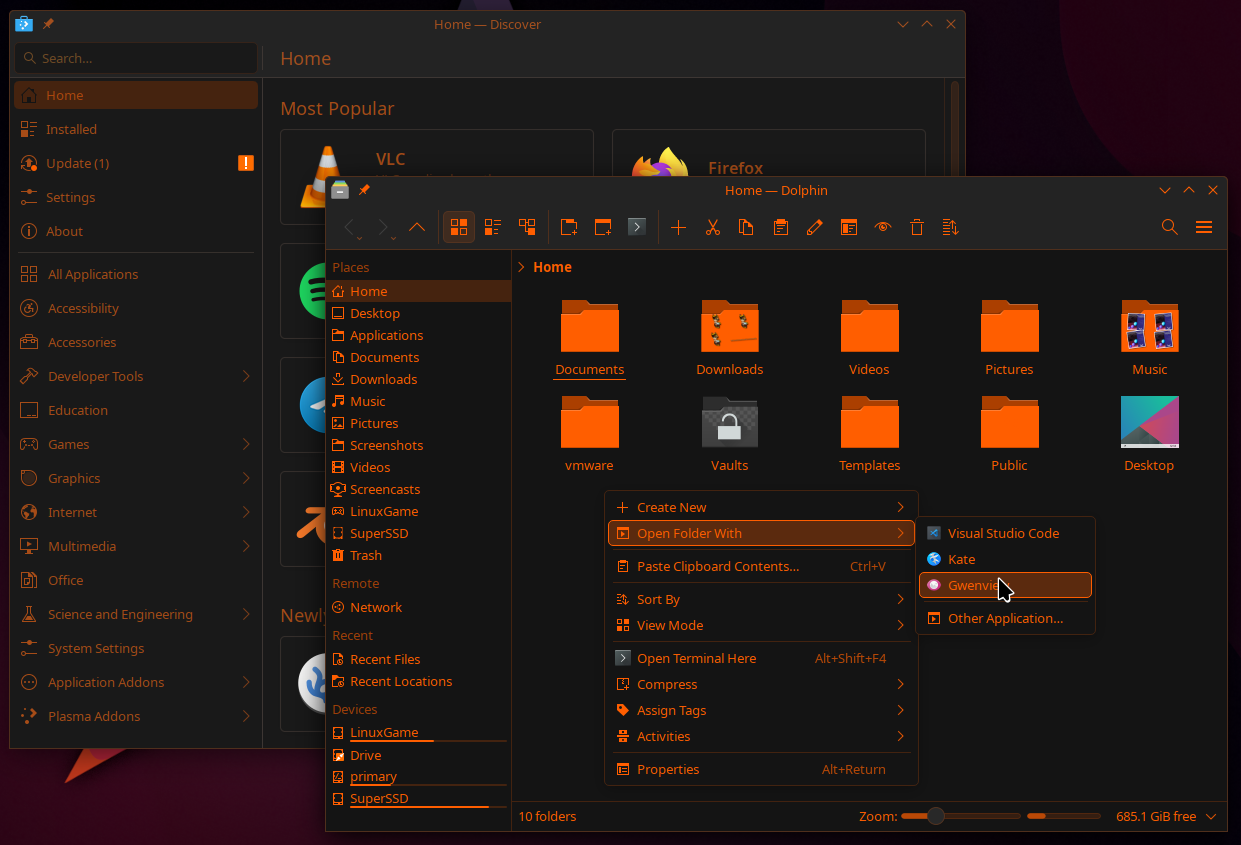 Home — Discover
Search...
Home
Home
Installed
Update (1)
Settings
About
All Applications
Accessibility
Accessories
Developer Tools
Education
Games
Graphics
Internet
Multimedia
Office
Science and Engineering
System Settings
Application Addons
Plasma Addons
Most Popular
VLC
Firefox
Home — Dolphin
Places
Home
Desktop
Applications
Documents
Downloads
Music
Pictures
Screenshots
Videos
Screencasts
LinuxGame
SuperSSD
Trash
Remote
Network
Recent
Recent Files
Recent Locations
Devices
LinuxGame
Drive
primary
SuperSSD
Home
Documents
Downloads
Videos
Pictures
Music
vmware
Vaults
Templates
Public
Desktop
Create New
Open Folder With
Paste Clipboard Contents... Ctrl+V
Sort By
View Mode
Open Terminal Here Alt+Shift+F4
Compress
Assign Tags
Activities
Properties Alt+Return
Visual Studio Code
Kate
Gwenview
Other Application...
10 folders
Zoom:
685.1 GiB free